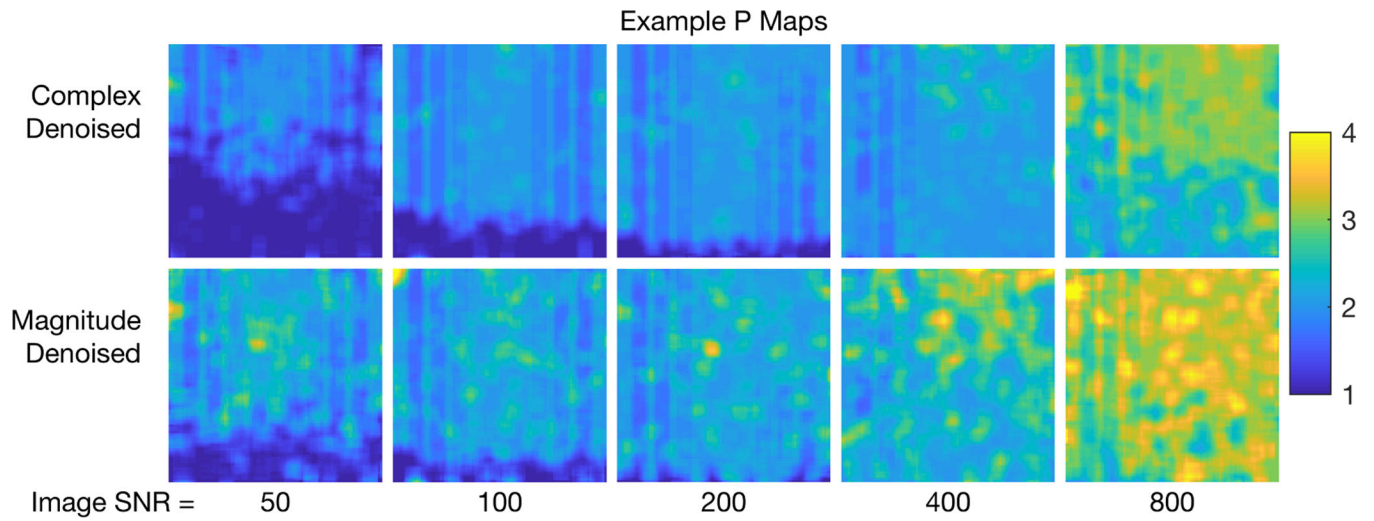 Example P Maps
Complex
Denoised
Magnitude
Denoised
4
3
2
1
Image SNR = 50 100 200 400 800